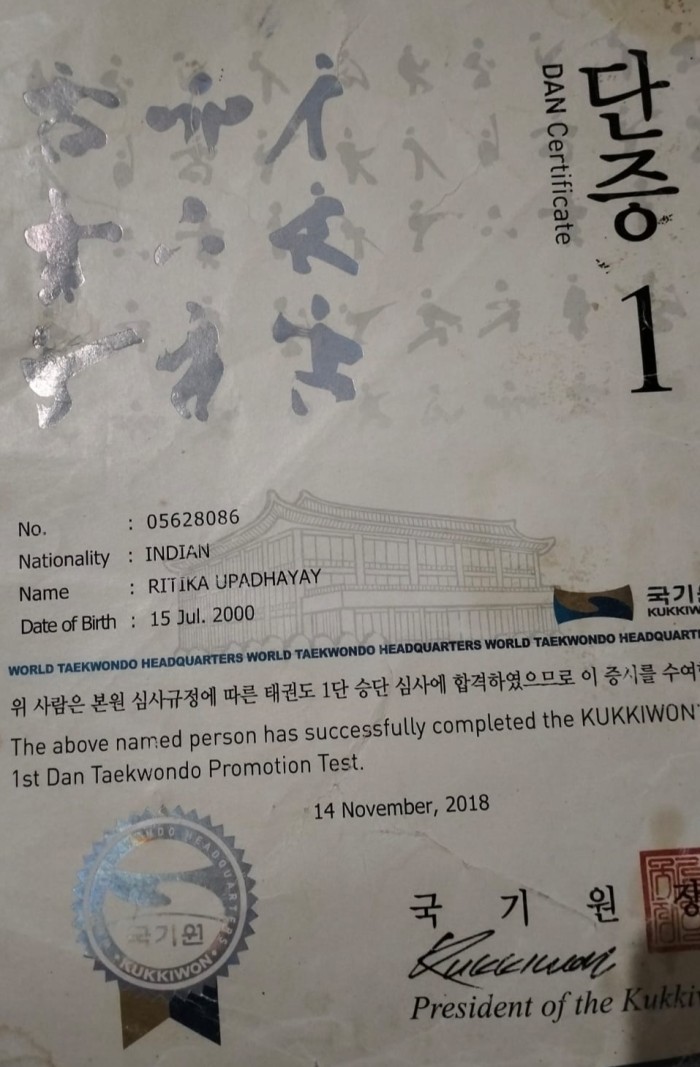 단증
DAN Certificate
1
No. : 05628086
Nationality : INDIAN
Name : RITIKA UPADHAYAY
Date of Birth : 15 Jul. 2000
국기원
KUKKIW
WORLD TAEKWONDO HEADQUARTERS WORLD TAEKWONDO HEADQUARTERS WORLD TAEKWONDO HEADQUART
위 사람은 본원 심사규정에 따른 태권도 1단 승단 심사에 합격하였으므로 이 증서를 수여
The above named person has successfully completed the KUKKIWON
1st Dan Taekwondo Promotion Test.
14 November, 2018
HEADQUARTERS
국기원
KUKKIWON
국 기 원 장
Kukkiwon
President of the Kukki